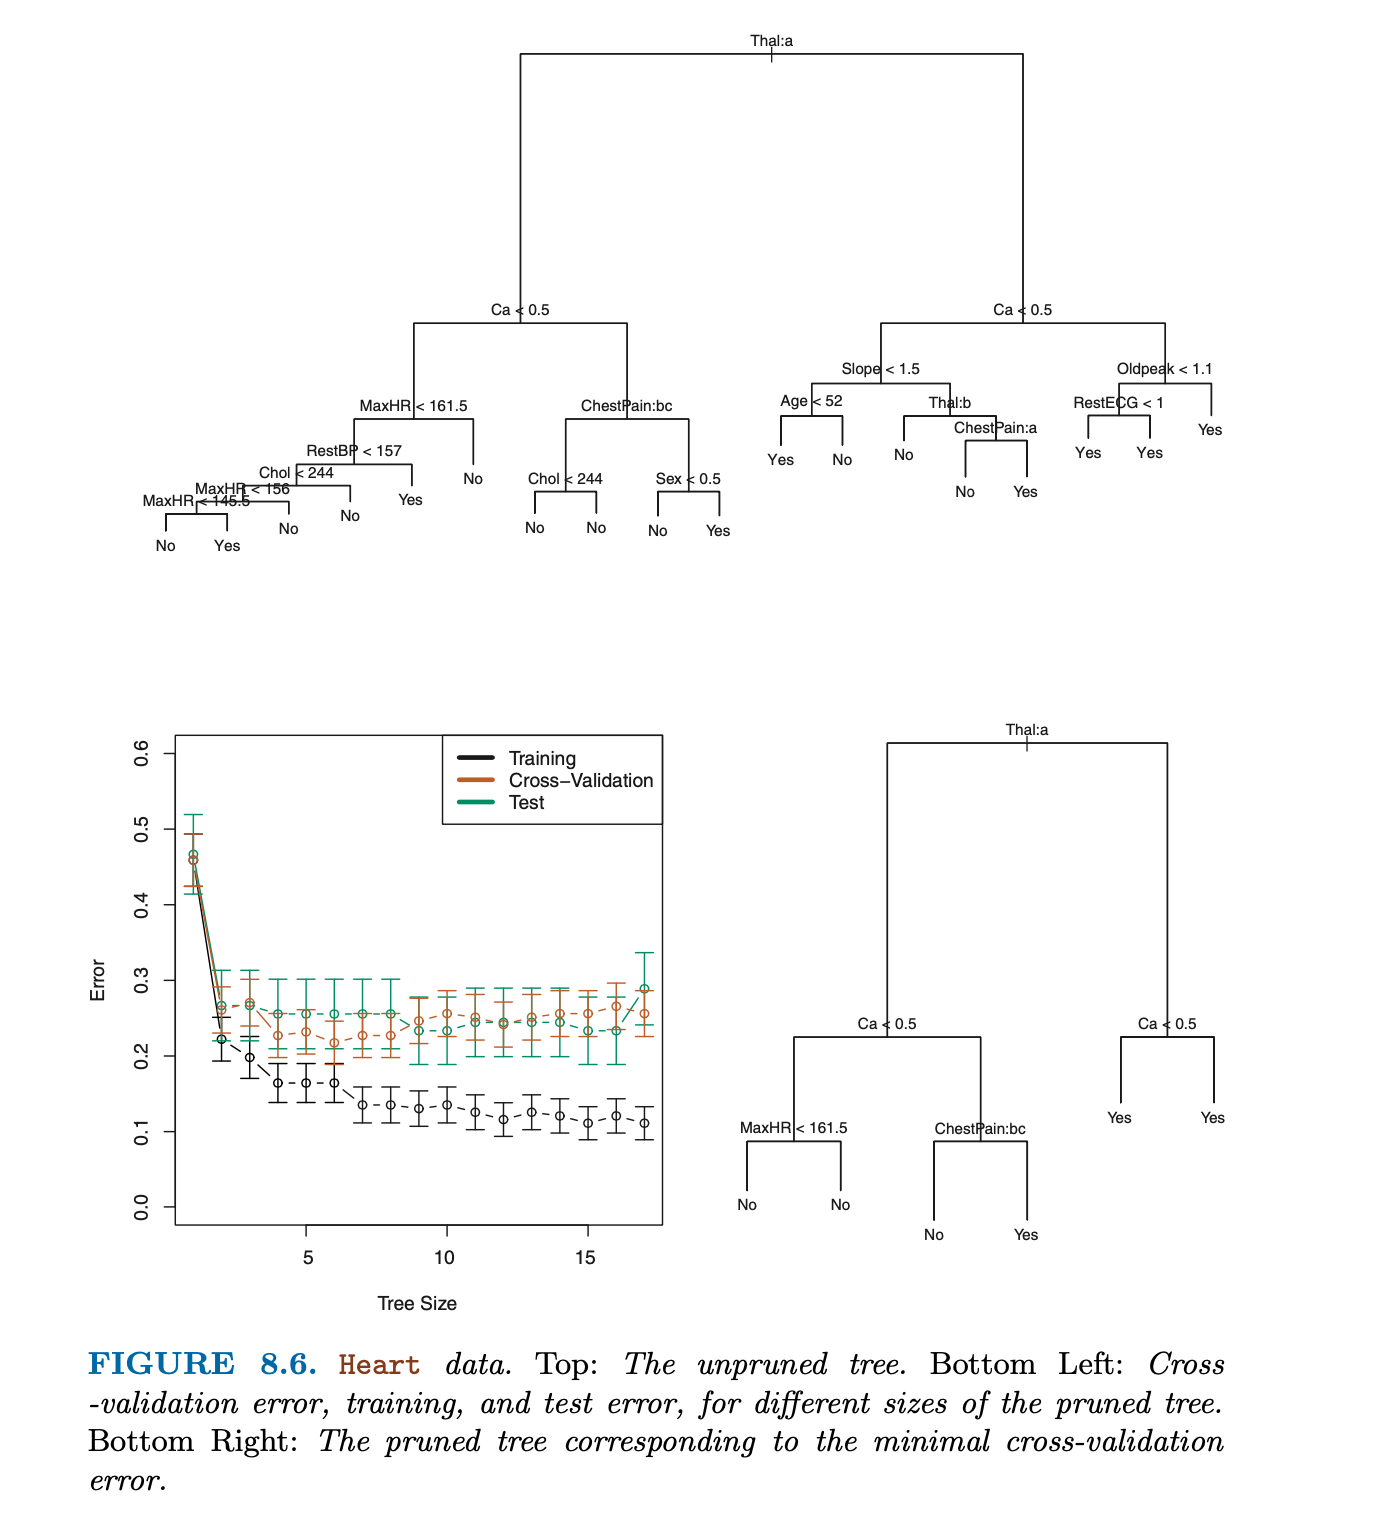 Thal:a
Ca < 0.5
Ca < 0.5
Slope < 1.5
Oldpeak < 1.1
MaxHR < 161.5
ChestPain:bc
Age < 52
Thal:b
RestECG < 1
ChestPain:a
Yes
RestBP < 157
Yes
No
No
Yes
Yes
Chol < 244
No
Chol < 244
Sex < 0.5
MaxHR < 156
Yes
No
Yes
MaxHR < 145.5
No
No
No
No
No
Yes
No
Yes
Training
Cross–Validation
Test
0.6
0.5
0.4
0.3
0.2
0.1
0.0
Error
5
10
15
Tree Size
Thal:a
Ca < 0.5
Ca < 0.5
Yes
Yes
MaxHR < 161.5
ChestPain:bc
No
No
No
Yes
FIGURE 8.6. Heart data. Top: The unpruned tree. Bottom Left: Cross
-validation error, training, and test error, for different sizes of the pruned tree.
Bottom Right: The pruned tree corresponding to the minimal cross-validation
error.